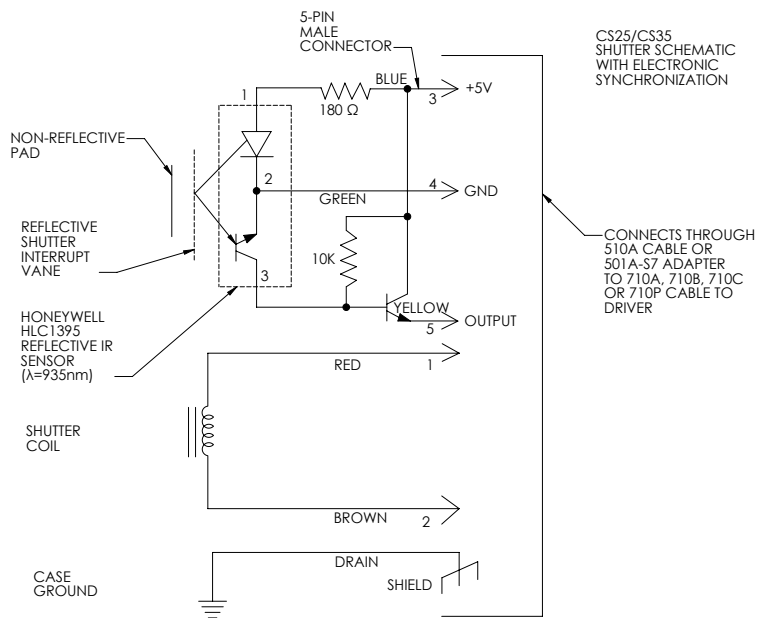 5-PIN
MALE
CONNECTOR
CS25/CS35
SHUTTER SCHEMATIC
WITH ELECTRONIC
SYNCHRONIZATION
1
180 Ω
BLUE
3
+5V
NON-REFLECTIVE
PAD
2
GREEN
4
GND
REFLECTIVE
SHUTTER
INTERRUPT
VANE
3
10K
YELLOW
5
OUTPUT
CONNECTS THROUGH
510A CABLE OR
501A-S7 ADAPTER
TO 710A, 710B, 710C
OR 710P CABLE TO
DRIVER
HONEYWELL
HLC1395
REFLECTIVE IR
SENSOR
(λ=935nm)
RED
1
SHUTTER
COIL
BROWN
2
DRAIN
CASE
GROUND
SHIELD